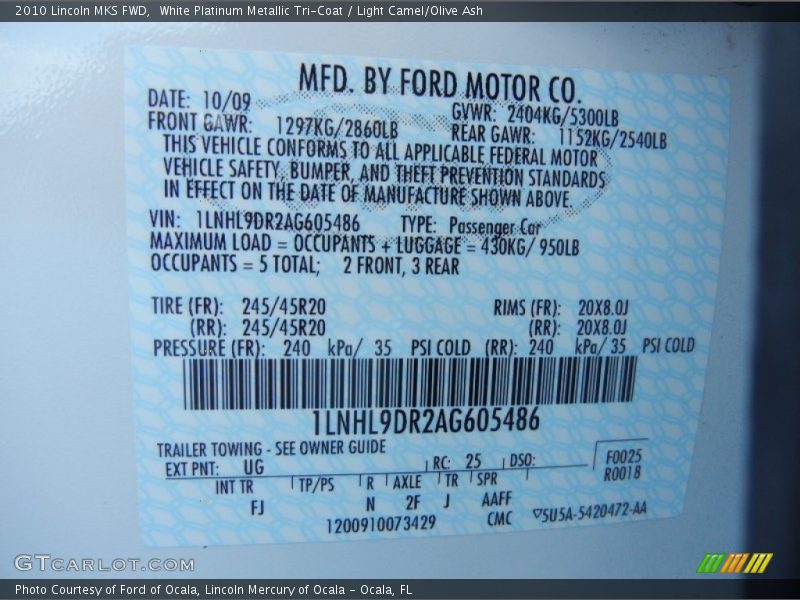 2010 Lincoln MKS FWD,  White Platinum Metallic Tri-Coat / Light Camel/Olive Ash
MFD. BY FORD MOTOR CO.
DATE: 10/09 GVWR: 2404KG/5300LB
FRONT GAWR: 1297KG/2860LB REAR GAWR: 1152KG/2540LB
THIS VEHICLE CONFORMS TO ALL APPLICABLE FEDERAL MOTOR
VEHICLE SAFETY, BUMPER, AND THEFT PREVENTION STANDARDS
IN EFFECT ON THE DATE OF MANUFACTURE SHOWN ABOVE.
VIN: 1LNHL9DR2AG605486 TYPE: Passenger Car
MAXIMUM LOAD = OCCUPANTS + LUGGAGE = 430KG/ 950LB
OCCUPANTS = 5 TOTAL; 2 FRONT, 3 REAR
TIRE (FR): 245/45R20 RIMS (FR): 20X8.0J
(RR): 245/45R20 (RR): 20X8.0J
PRESSURE (FR): 240 kPa/ 35 PSI COLD (RR): 240 kPa/ 35 PSI COLD
1LNHL9DR2AG605486
TRAILER TOWING - SEE OWNER GUIDE
EXT PNT: UG RC: 25 DSO: F0025
R0018
INT TR TP/PS R AXLE TR SPR
FJ N 2F J AAFF
1200910073429 CMC ▽5U5A-5420472-AA
GTCARLOT.COM
Photo Courtesy of Ford of Ocala, Lincoln Mercury of Ocala - Ocala, FL